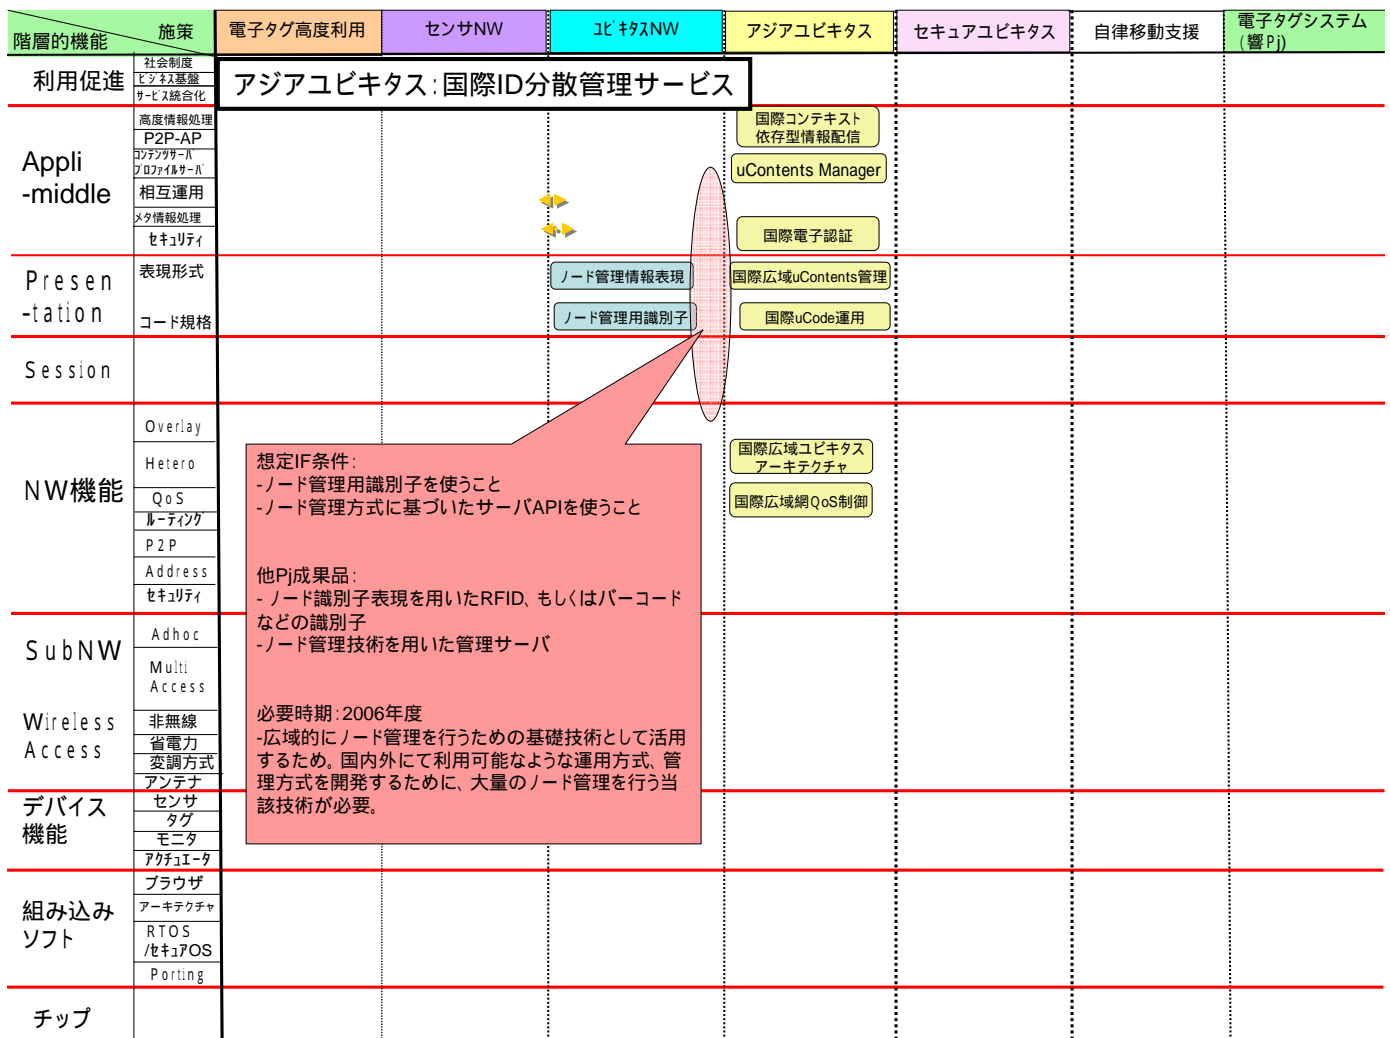 階層的機能
施策
電子タグ高度利用
センサNW
ﾕﾋﾞｷﾀｽNW
アジアユビキタス
セキュアユビキタス
自律移動支援
電子タグシステム
(響Pj)
利用促進
社会制度
ﾋﾞｼﾞﾈｽ基盤
ｻｰﾋﾞｽ統合化
アジアユビキタス:国際ID分散管理サービス
Appli
-middle
高度情報処理
P2P-AP
ｺﾝﾃﾝﾂｻｰﾊﾞ
ﾌﾟﾛﾌｧｲﾙｻｰﾊﾞ
相互運用
メタ情報処理
ｾｷｭﾘﾃｨ
国際コンテキスト
依存型情報配信
uContents Manager
国際電子認証
Presen
-tation
表現形式
コード規格
ノード管理情報表現
国際広域uContents管理
ノード管理用識別子
国際uCode運用
Session
NW機能
Overlay
Hetero
QoS
ﾙｰﾃｨﾝｸﾞ
P2P
Address
ｾｷｭﾘﾃｨ
国際広域ユビキタス
アーキテクチャ
国際広域網QoS制御
想定IF条件:
-ノード管理用識別子を使うこと
-ノード管理方式に基づいたサーバAPIを使うこと
他Pj成果品:
- ノード識別子表現を用いたRFID、もしくはバーコード
などの識別子
-ノード管理技術を用いた管理サーバ
必要時期:2006年度
-広域的にノード管理を行うための基礎技術として活用
するため。国内外にて利用可能なような運用方式、管
理方式を開発するために、大量のノード管理を行う当
該技術が必要。
SubNW
Wireless
Access
Adhoc
Multi
Access
非無線
省電力
変調方式
アンテナ
デバイス
機能
センサ
タグ
モニタ
ｱｸﾁｭｴｰﾀ
組み込み
ソフト
ブラウザ
アーキテクチャ
RTOS
/ｾｷｭｱOS
Porting
チップ